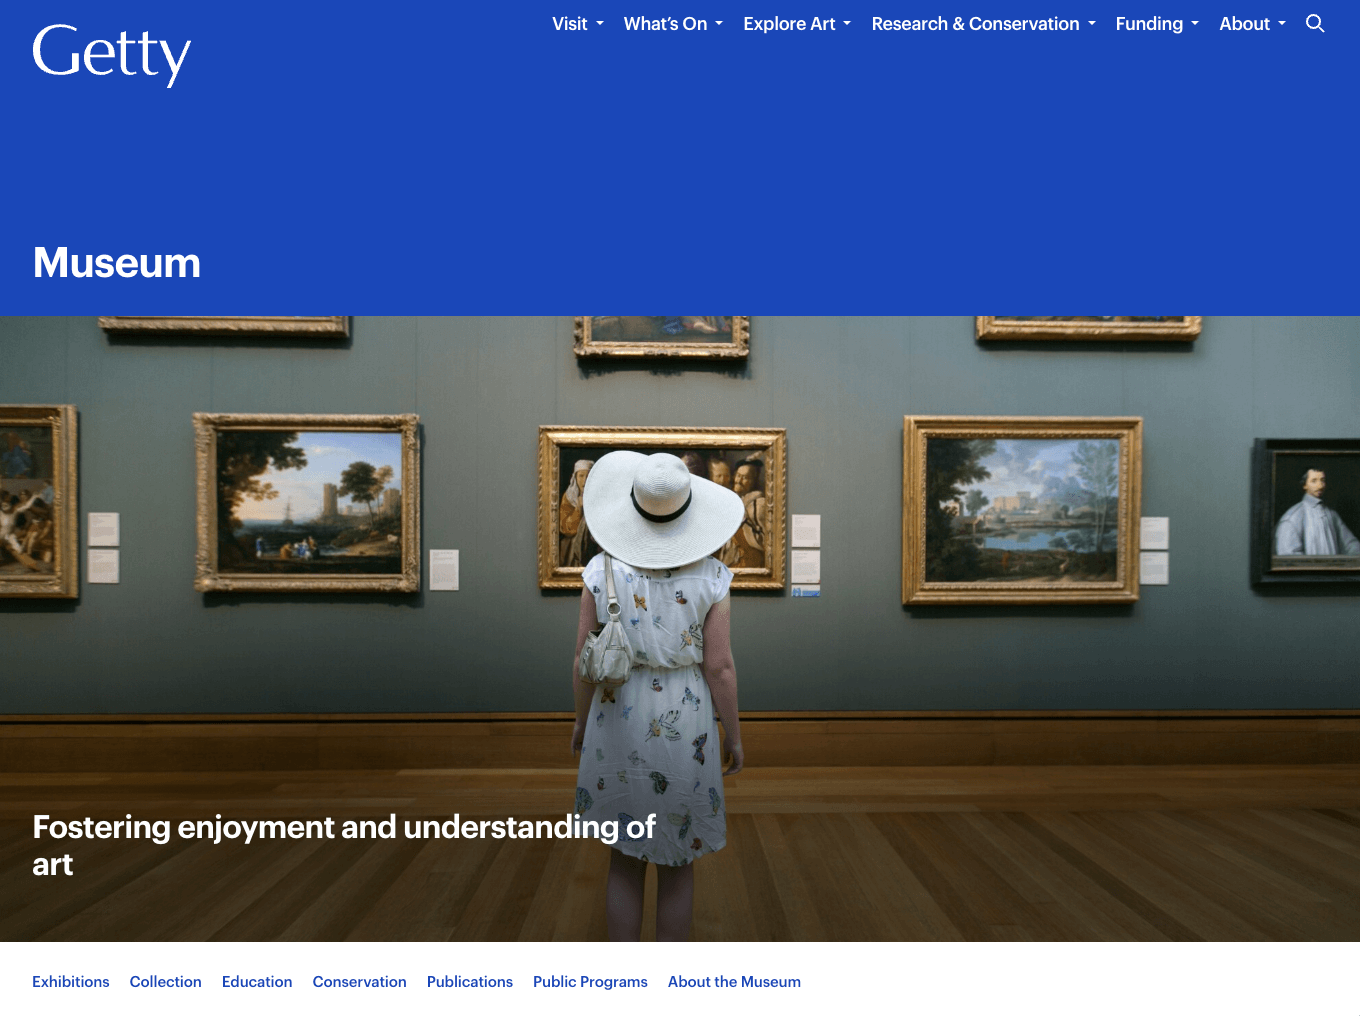 Getty
Visit
What's On
Explore Art
Research & Conservation
Funding
About
Museum
Fostering enjoyment and understanding of
art
Exhibitions
Collection
Education
Conservation
Publications
Public Programs
About the Museum